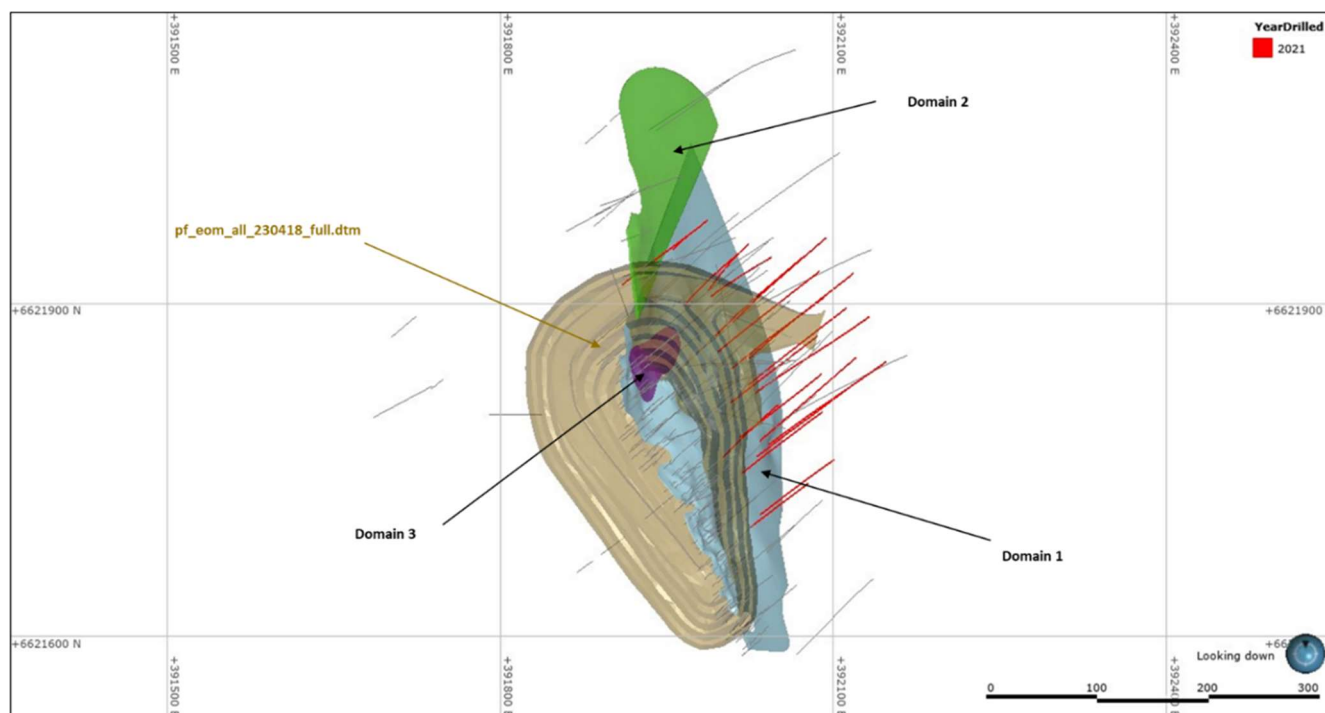 +391500 E
+391800 E
+392100 E
+392400 E
YearDrilled
2021
Domain 2
pf_eom_all_230418_full.dtm
+6621900 N
+6621900
Domain 3
Domain 1
+6621600 N
Looking down
+391500 E
+391800 E
+392100 E
+392400 E
0
100
200
300